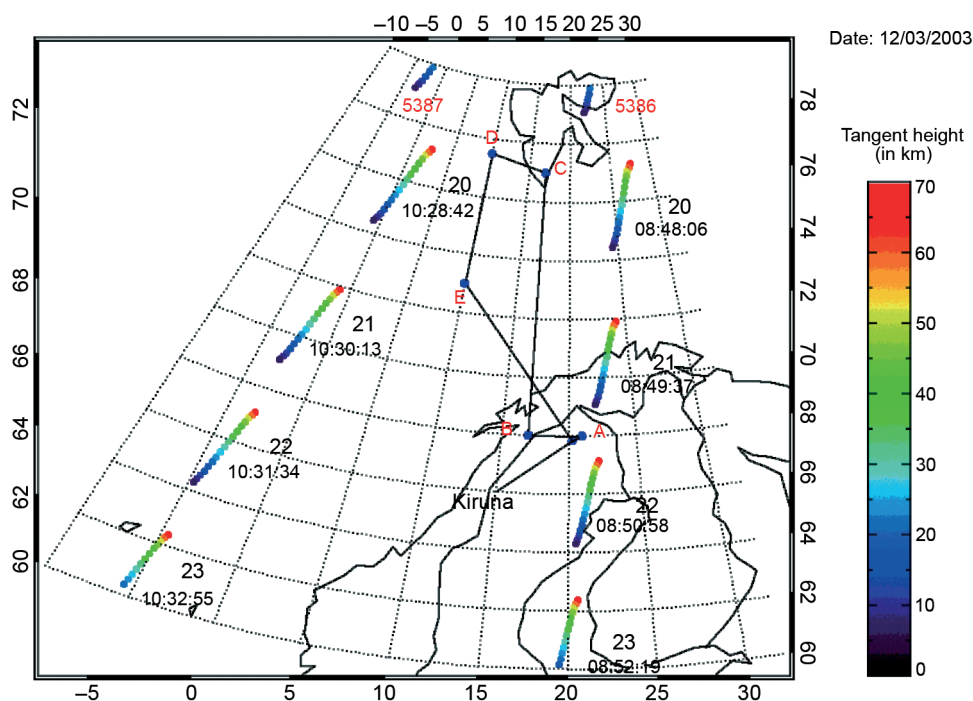 –10 –5 0 5 10 15 20 25 30
Date: 12/03/2003
72 70 68 66 64 62 60
5387
5386
D
C
20
10:28:42
20
08:48:06
E
21
10:30:13
21
08:49:37
B
A
22
10:31:34
Kiruna
22
08:50:58
23
10:32:55
23
08:52:19
78 76 74 72 70 68 66 64 62 60
–5 0 5 10 15 20 25 30
Tangent height
(in km)
70
60
50
40
30
20
10
0